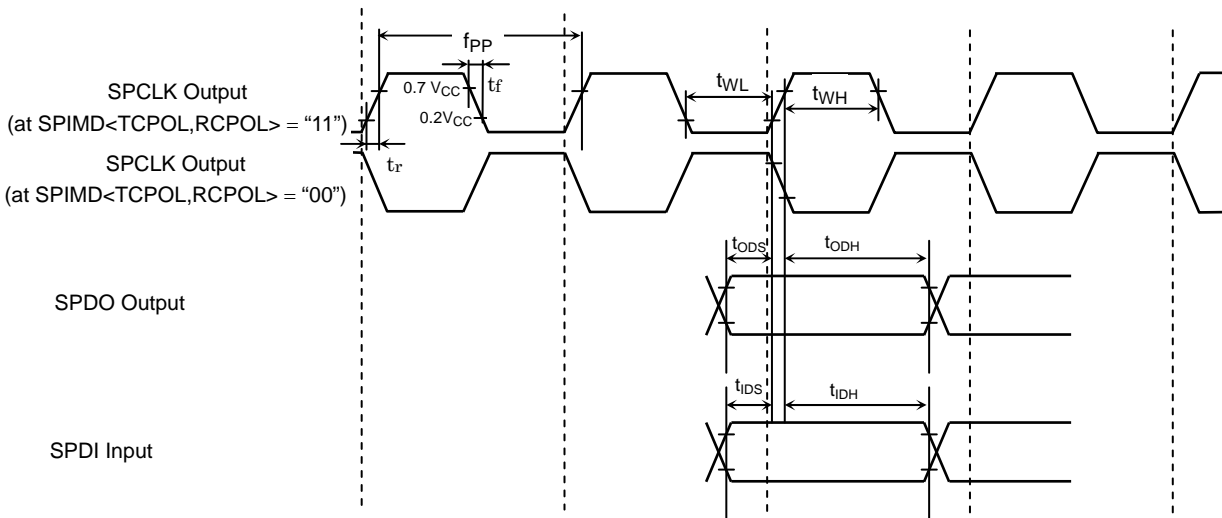 fPP
SPCLK Output
(at SPIMD<TCPOL,RCPOL> = “11”)
0.7 VCC
tf
0.2VCC
tWL
tWH
tr
SPCLK Output
(at SPIMD<TCPOL,RCPOL> = “00”)
tODS
tODH
SPDO Output
tIDS
tIDH
SPDI Input